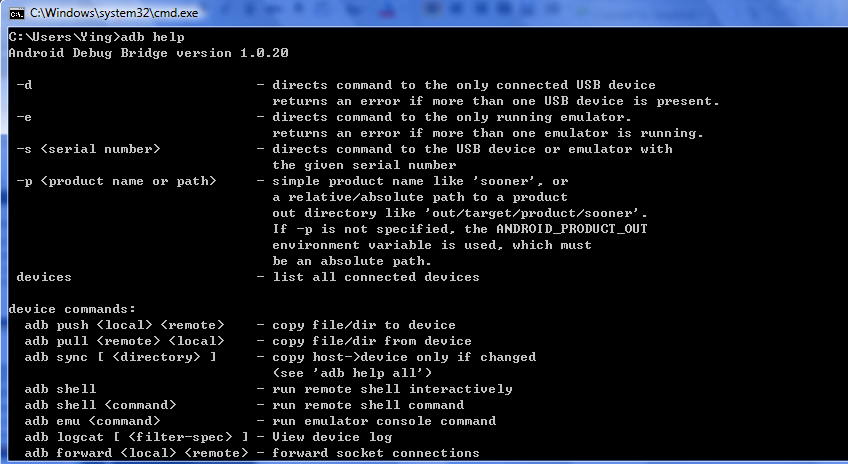 C:\Windows\system32\cmd.exe
C:\Users\Ying>adb help
Android Debug Bridge version 1.0.20
-d - directs command to the only connected USB device
returns an error if more than one USB device is present.
-e - directs command to the only running emulator.
returns an error if more than one emulator is running.
-s <serial number> - directs command to the USB device or emulator with
the given serial number
-p <product name or path> - simple product name like 'sooner', or
a relative/absolute path to a product
out directory like 'out/target/product/sooner'.
If -p is not specified, the ANDROID_PRODUCT_OUT
environment variable is used, which must
be an absolute path.
devices - list all connected devices
device commands:
adb push <local> <remote> - copy file/dir to device
adb pull <remote> <local> - copy file/dir from device
adb sync [ <directory> ] - copy host->device only if changed
(see 'adb help all')
adb shell - run remote shell interactively
adb shell <command> - run remote shell command
adb emu <command> - run emulator console command
adb logcat [ <filter-spec> ] - View device log
adb forward <local> <remote> - forward socket connections